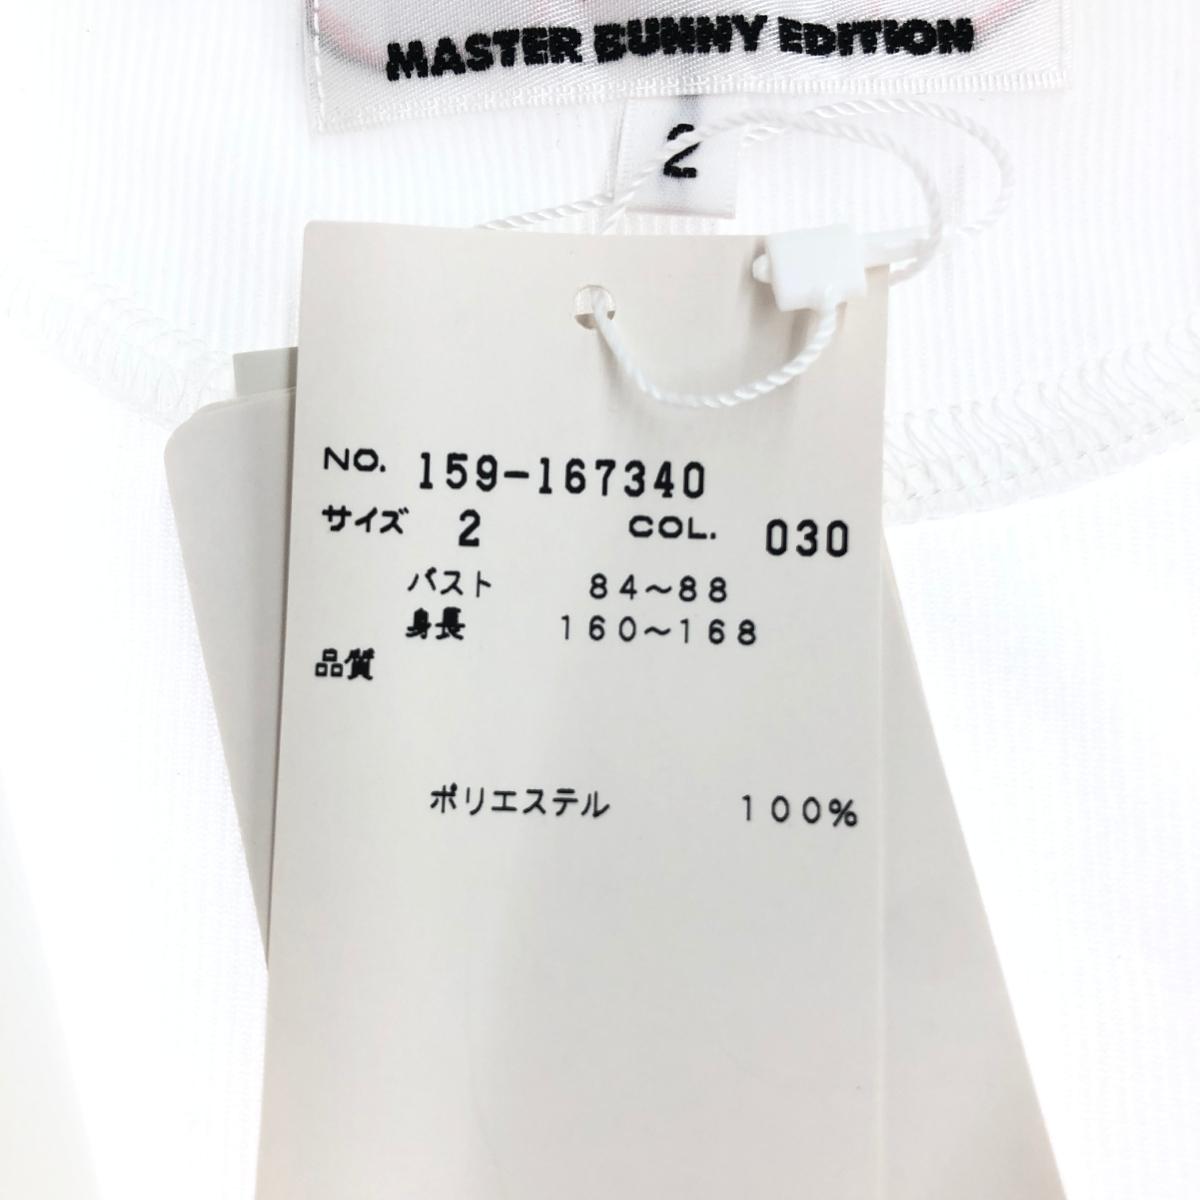 MASTER BUNNY EDITION
2
NO. 159-167340
サイズ 2 COL. 030
バスト 84～88
身長 160～168
品質
ポリエステル 100%